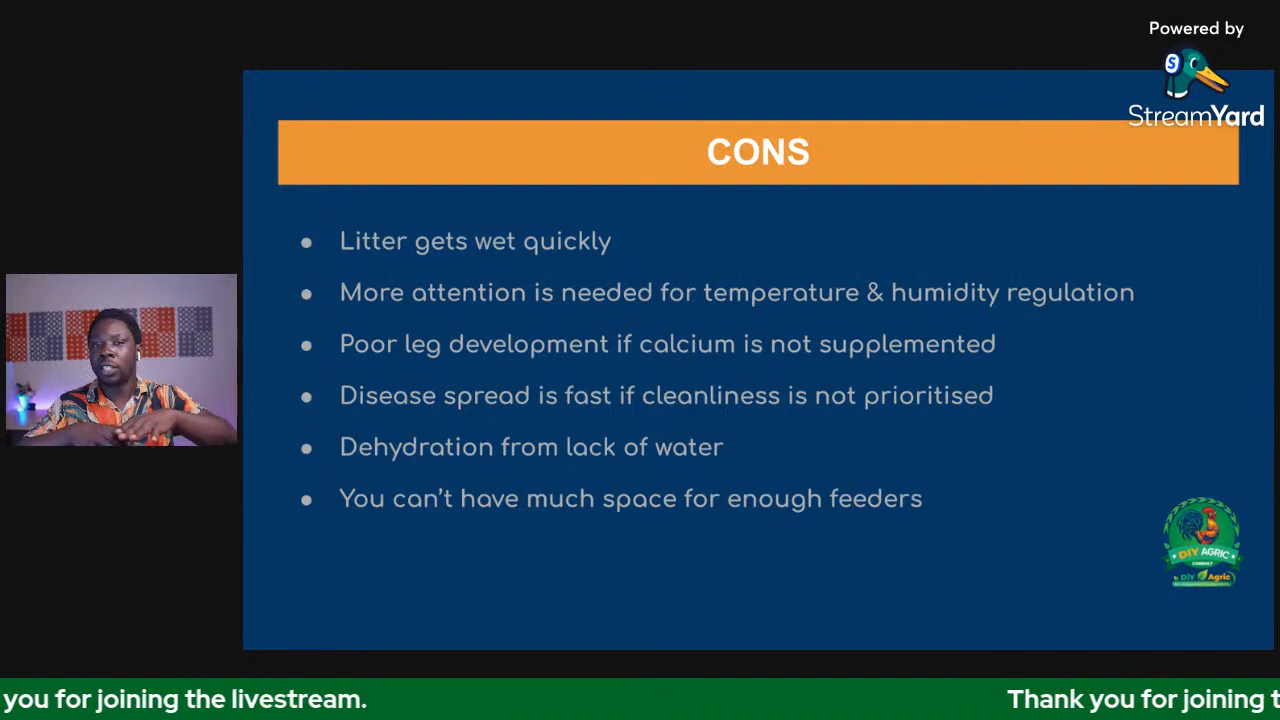 Powered by
StreamYard
CONS
● Litter gets wet quickly
● More attention is needed for temperature & humidity regulation
● Poor leg development if calcium is not supplemented
● Disease spread is fast if cleanliness is not prioritised
● Dehydration from lack of water
● You can't have much space for enough feeders
DIY AGRIC
CONSULT
DIY Agric
you for joining the livestream.
Thank you for joining t